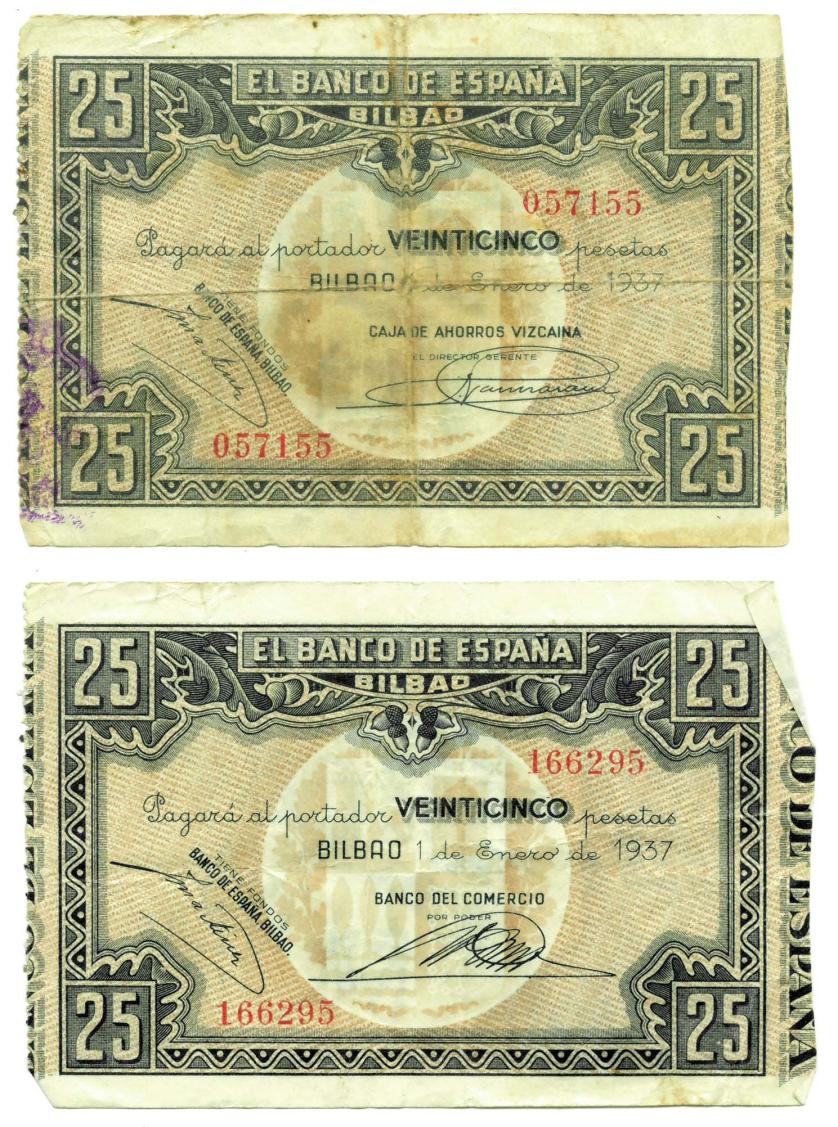 25 EL BANCO DE ESPAÑA 25
BILBAO
057155
Pagará al portador VEINTICINCO pesetas
BILBAO 1 de Enero de 1937
TIENE FONDOS
BANCO DE ESPAÑA, BILBAO.
CAJA DE AHORROS VIZCAINA
EL DIRECTOR GERENTE
057155
25 25
25 EL BANCO DE ESPAÑA 25
BILBAO
166295
Pagará al portador VEINTICINCO pesetas
BILBAO 1 de Enero de 1937
TIENE FONDOS
BANCO DE ESPAÑA, BILBAO.
BANCO DEL COMERCIO
POR PODER
166295
25 25
CO DE ESPAÑA